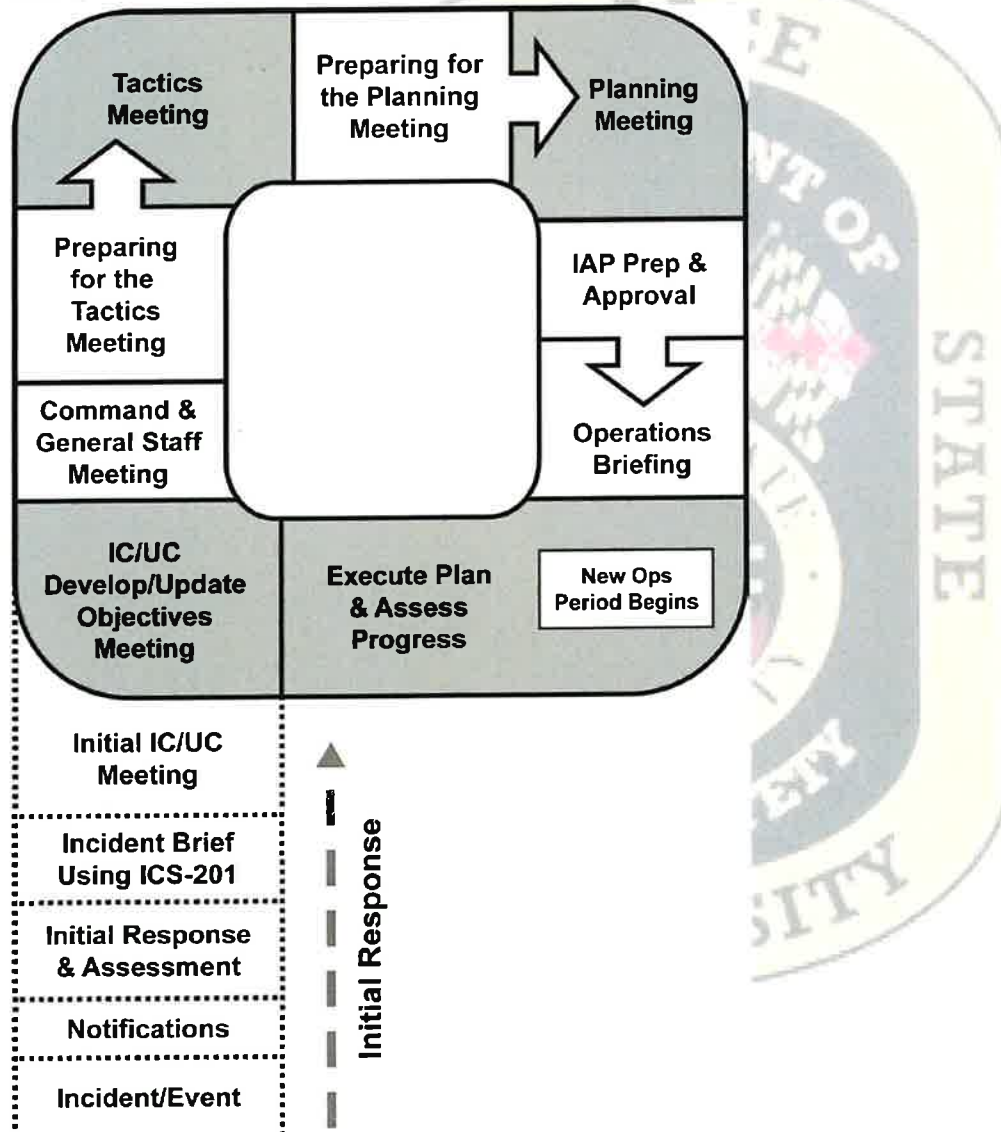 Tactics
Meeting
Preparing for
the Planning
Meeting
Planning
Meeting
Preparing
for the
Tactics
Meeting
IAP Prep &
Approval
Command &
General Staff
Meeting
Operations
Briefing
IC/UC
Develop/Update
Objectives
Meeting
Execute Plan
& Assess
Progress
New Ops
Period Begins
Initial IC/UC
Meeting
Incident Brief
Using ICS-201
Initial Response
& Assessment
Notifications
Incident/Event
Initial Response
OF
STATE